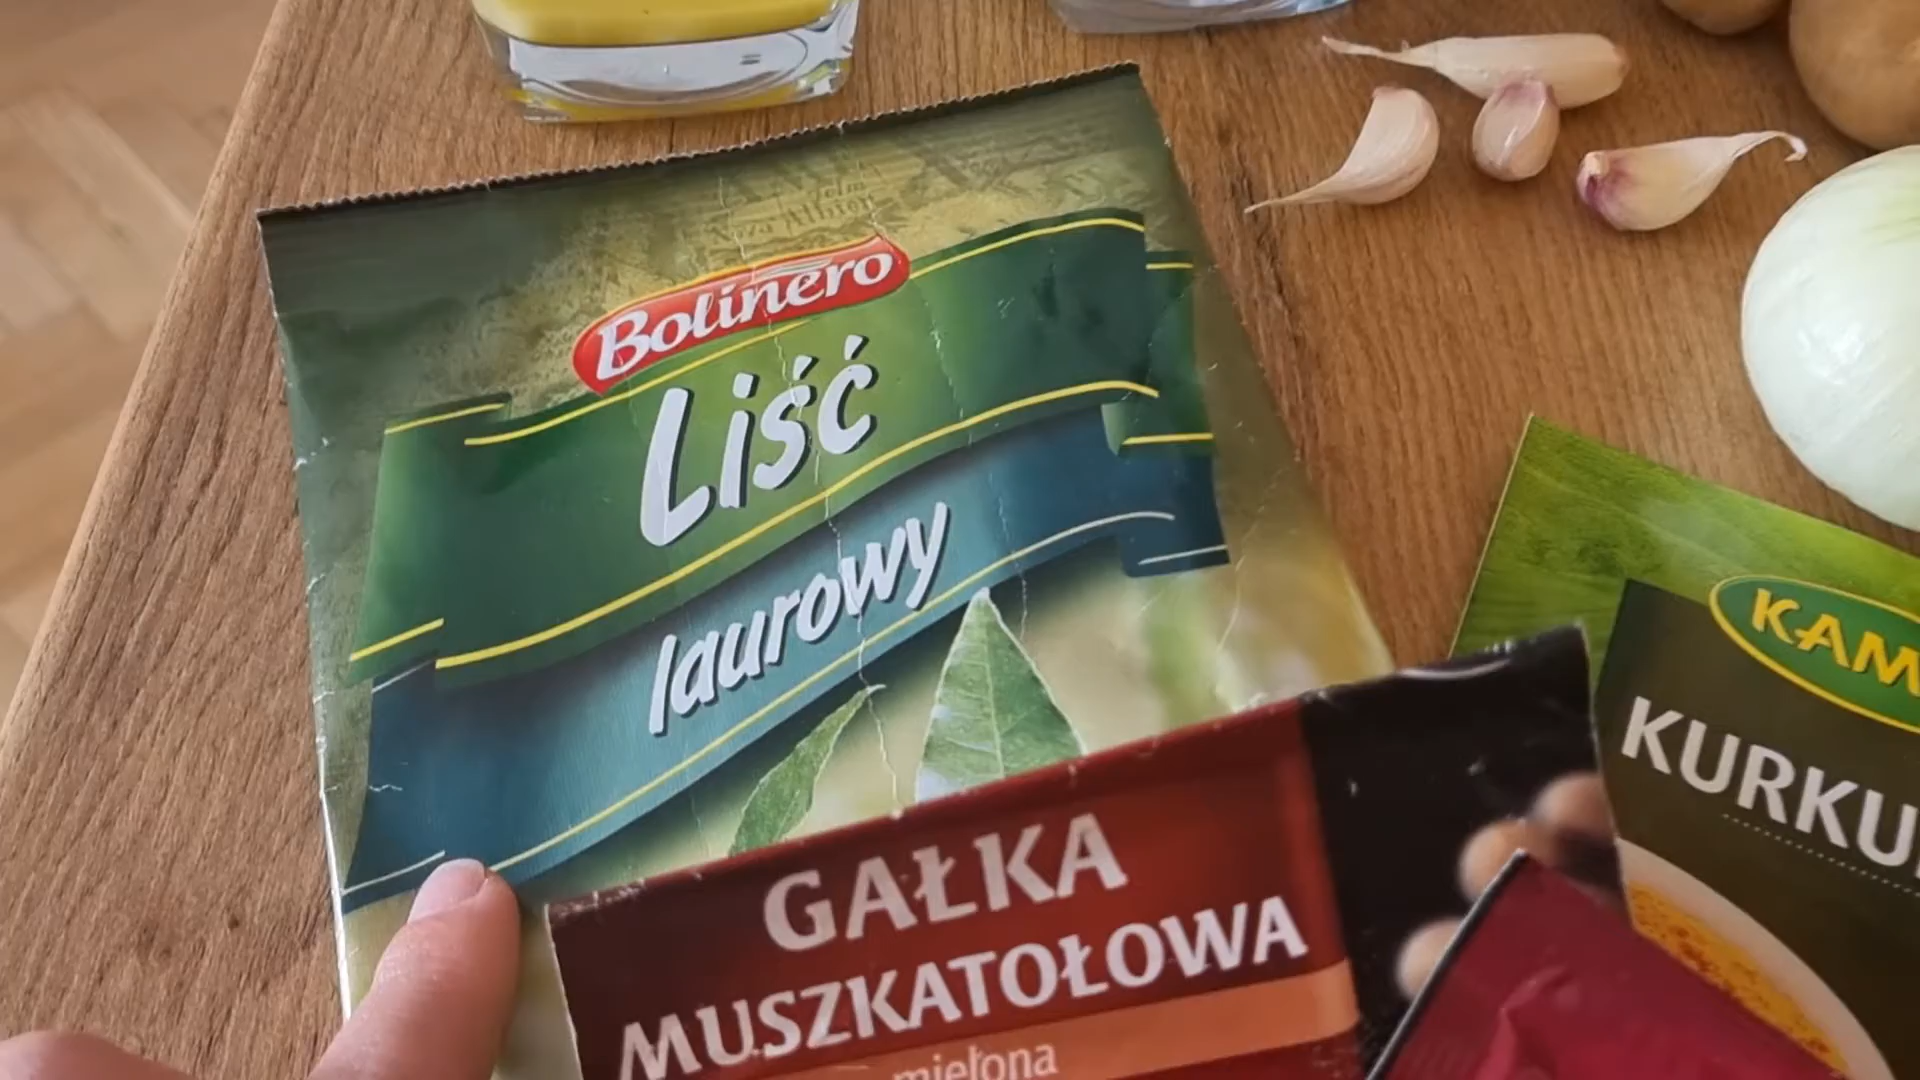 Bolinero
Liść
laurowy
GAŁKA
MUSZKATOŁOWA
mielona
KAM
KURKU